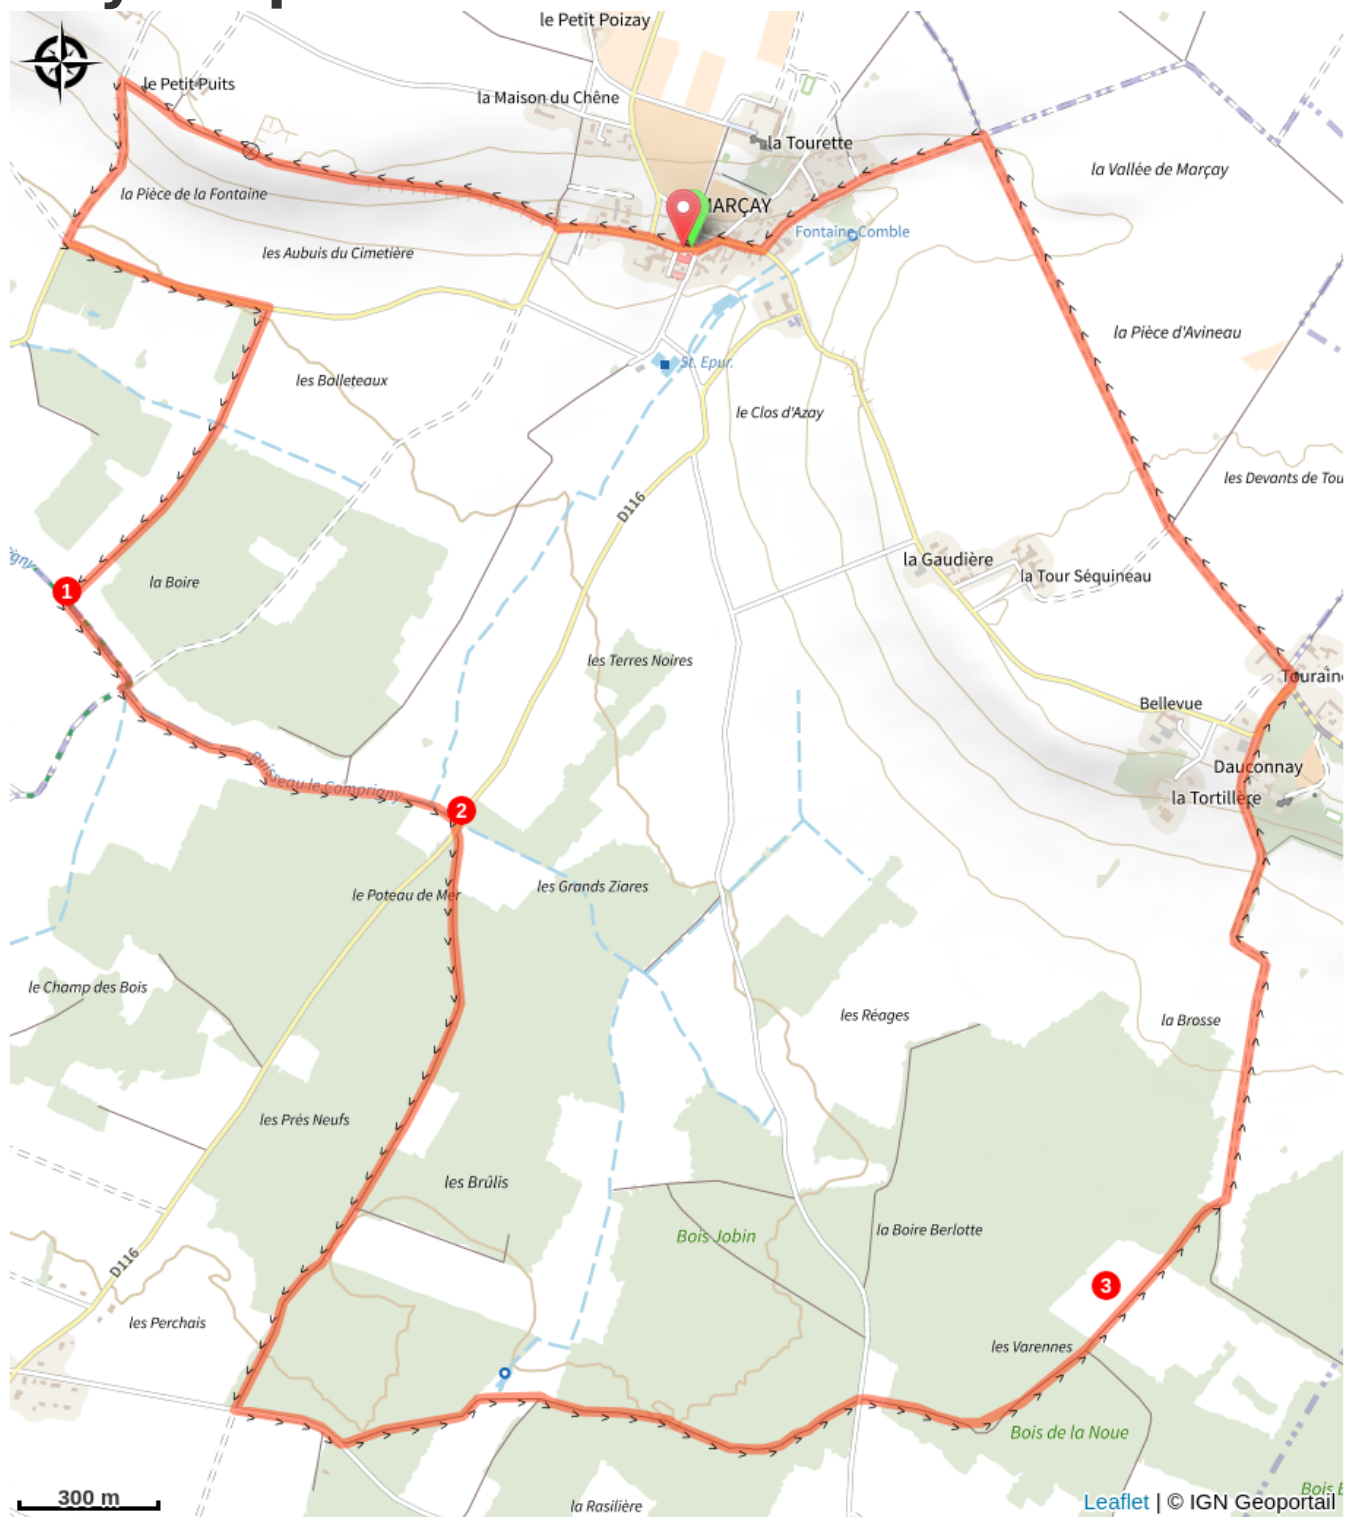 le Petit Poizay
le Petit Puits
la Maison du Chêne
la Tourette
la Vallée de Marçay
la Pièce de la Fontaine
MARÇAY
Fontaine Comble
les Aubuis du Cimetière
la Pièce d'Avineau
St. Epur.
les Balleteaux
le Clos d'Azay
les Devants de Tou
D116
la Gaudière
la Tour Séquineau
1
la Boire
les Terres Noires
Touraine
Bellevue
Dauconnay
la Tortillère
Ruisseau le Comprigny
2
les Grands Ziares
le Poteau de Mer
le Champ des Bois
les Réages
la Brosse
les Prés Neufs
les Brûlis
Bois Jobin
la Boire Berlotte
D116
3
les Perchais
les Varennes
Bois de la Noue
300 m
la Rasilière
Bois
Leaflet | © IGN Geoportail